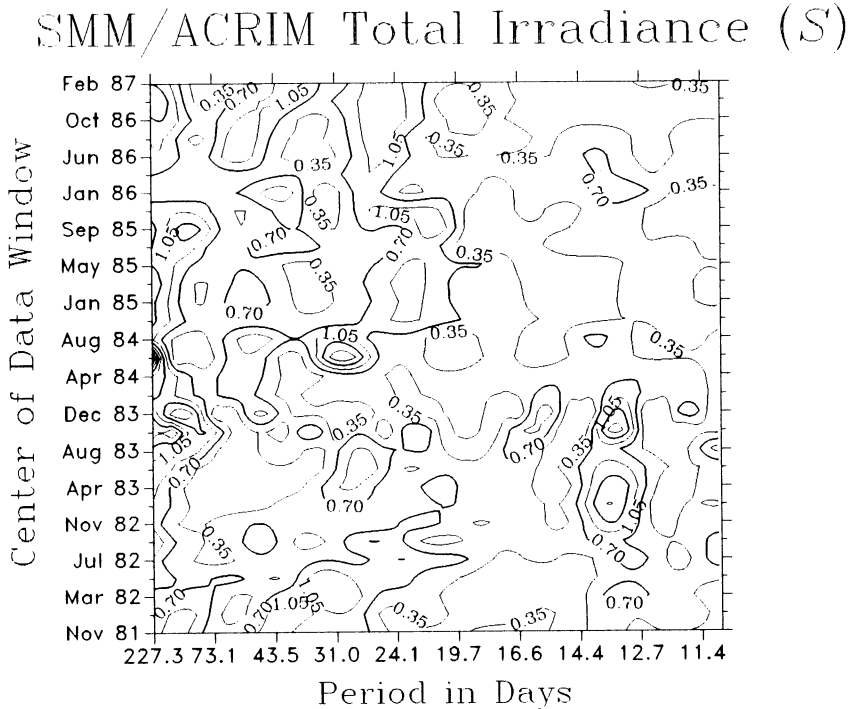 SMM/ACRIM Total Irradiance (S)
Center of Data Window
Feb 87
Oct 86
Jun 86
Jan 86
Sep 85
May 85
Jan 85
Aug 84
Apr 84
Dec 83
Aug 83
Apr 83
Nov 82
Jul 82
Mar 82
Nov 81
0.35
0.70
1.05
0.35
0.35
1.05
0.35
0.35
0.35
0.70
0.35
0.35
1.05
1.05
0.70
0.70
0.35
0.35
0.70
1.05
0.35
0.35
0.35
1.05
0.35
0.35
1.05
0.70
0.70
0.70
1.05
0.35
0.70
0.70
0.70
1.05
1.05
0.35
0.35
0.70
227.3 73.1 43.5 31.0 24.1 19.7 16.6 14.4 12.7 11.4
Period in Days